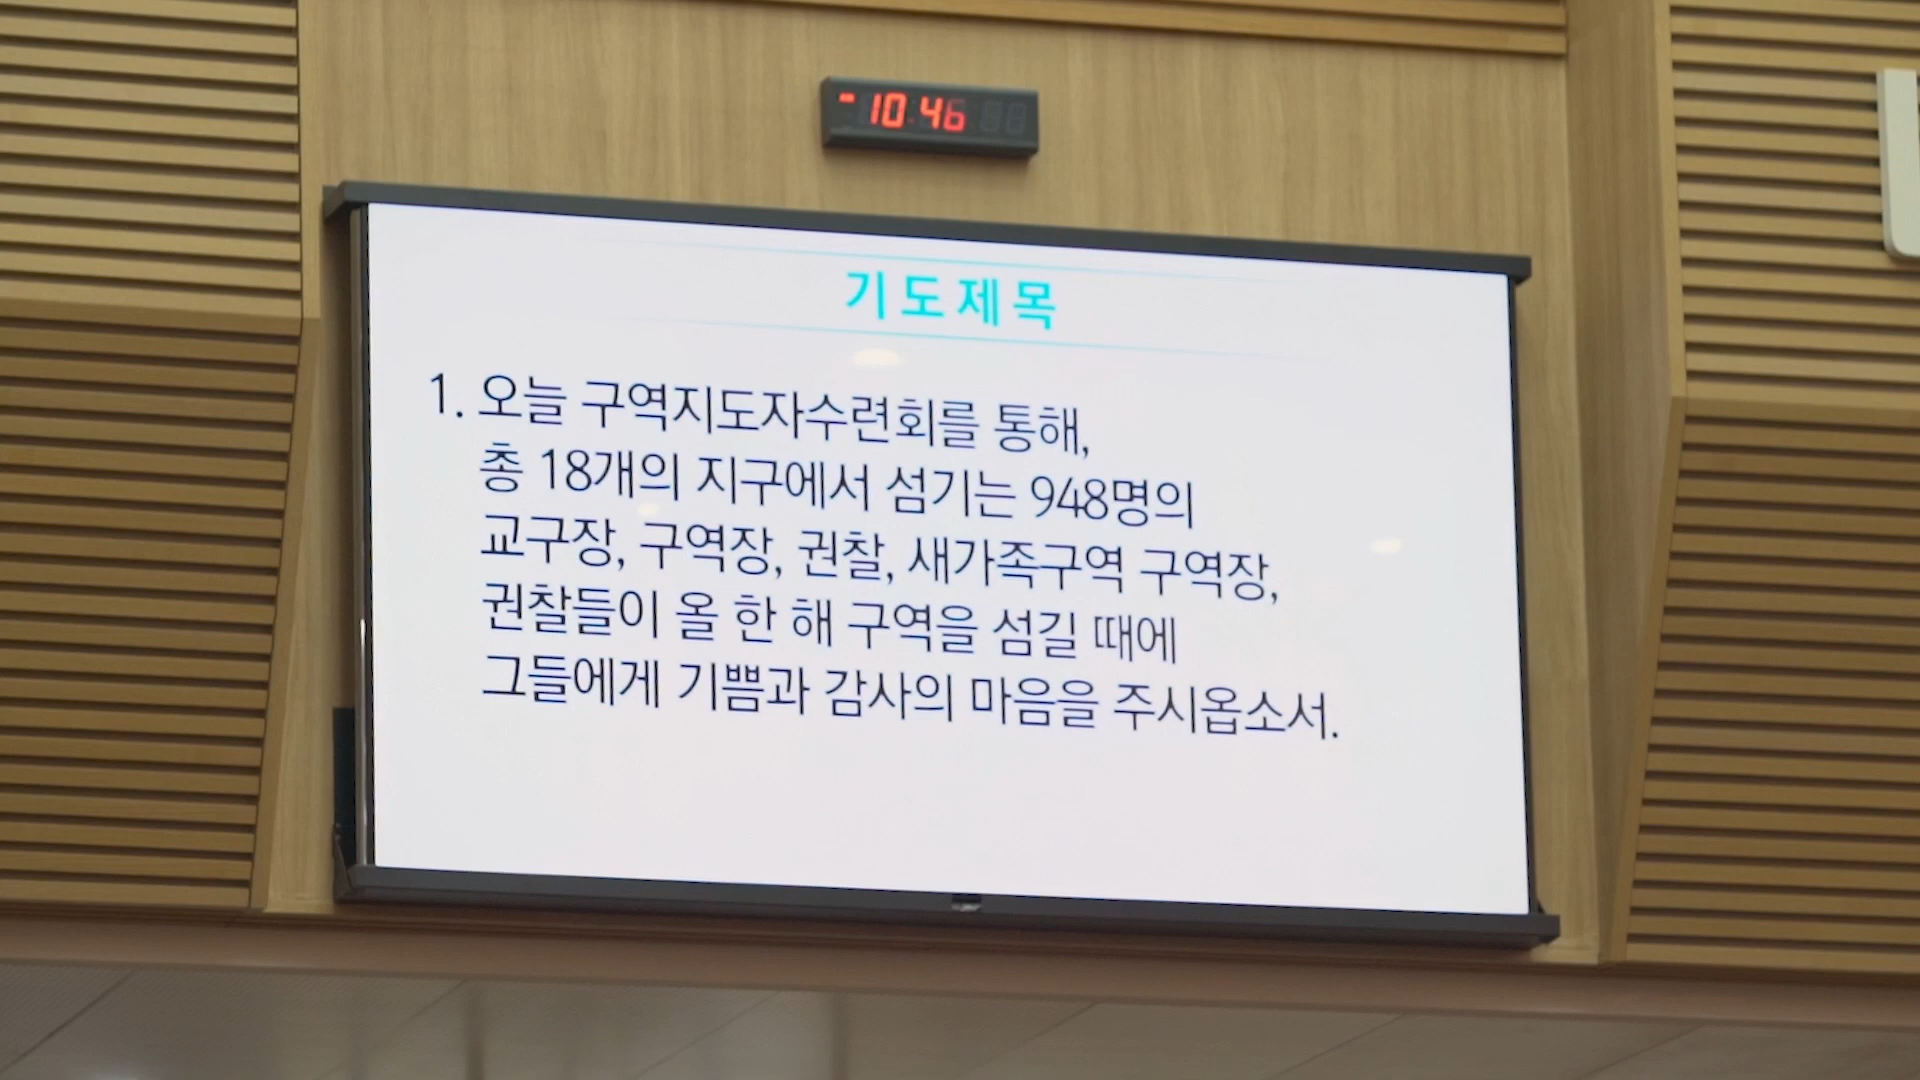 10:46
기도제목
1. 오늘 구역지도자수련회를 통해,
총 18개의 지구에서 섬기는 948명의
교구장, 구역장, 권찰, 새가족구역 구역장,
권찰들이 올 한 해 구역을 섬길 때에
그들에게 기쁨과 감사의 마음을 주시옵소서.